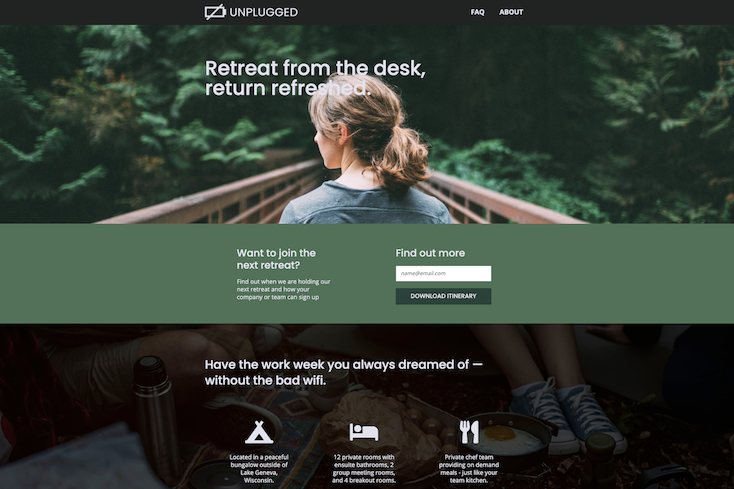 UNPLUGGED
FAQ ABOUT
Retreat from the desk,
return refreshed.
Want to join the
next retreat?
Find out when we are holding our
next retreat and how your
company or team can sign up
Find out more
name@email.com
DOWNLOAD ITINERARY
Have the work week you always dreamed of —
without the bad wifi.
Located in a peaceful
bungalow outside of
Lake Geneva,
Wisconsin.
12 private rooms with
ensuite bathrooms, 2
group meeting rooms,
and 4 breakout rooms.
Private chef team
providing on demand
meals - just like your
team kitchen.